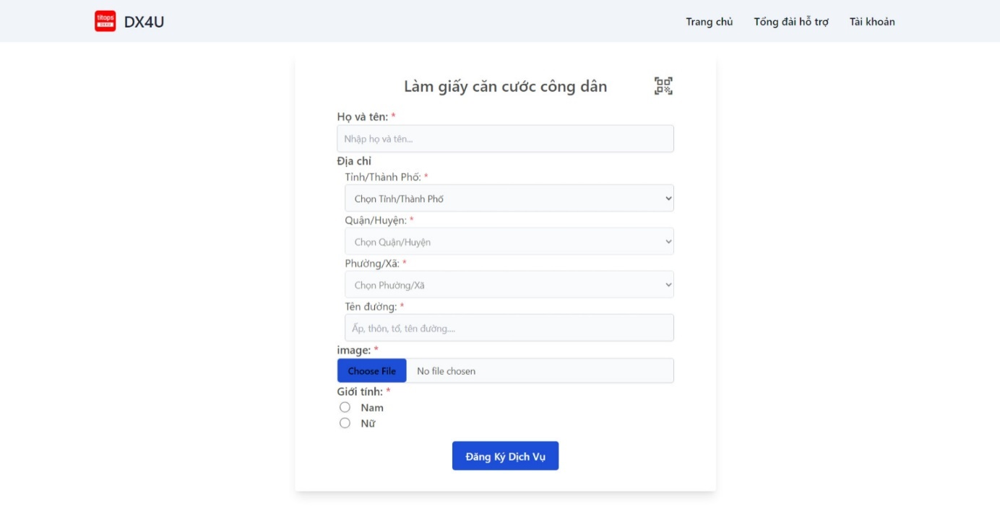 titops
DX4U
Trang chủ
Tổng đài hỗ trợ
Tài khoản
Làm giấy căn cước công dân
Họ và tên: *
Nhập họ và tên...
Địa chỉ
Tỉnh/Thành Phố: *
Chọn Tỉnh/Thành Phố
Quận/Huyện: *
Chọn Quận/Huyện
Phường/Xã: *
Chọn Phường/Xã
Tên đường: *
Ấp, thôn, tổ, tên đường....
image: *
Choose File No file chosen
Giới tính: *
Nam
Nữ
Đăng Ký Dịch Vụ